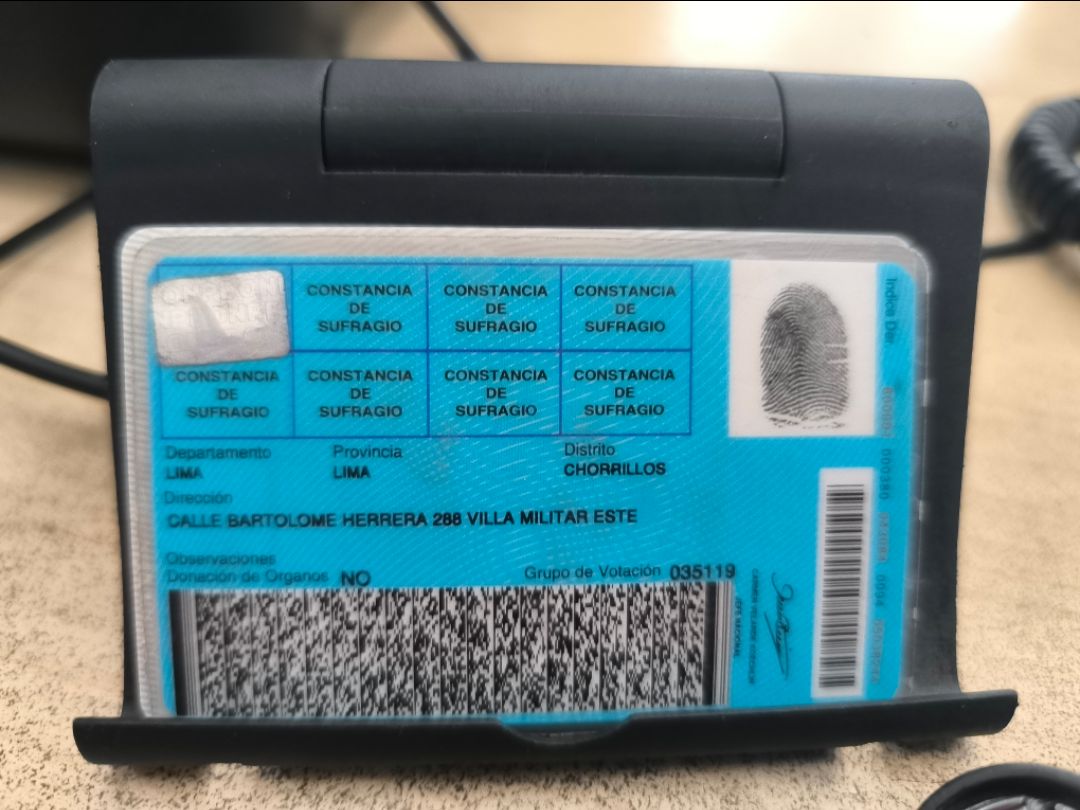 CONSTANCIA DE SUFRAGIO
CONSTANCIA DE SUFRAGIO
CONSTANCIA DE SUFRAGIO
CONSTANCIA DE SUFRAGIO
CONSTANCIA DE SUFRAGIO
CONSTANCIA DE SUFRAGIO
CONSTANCIA DE SUFRAGIO
Indice Der
Departamento Provincia Distrito
LIMA LIMA CHORRILLOS
Dirección
CALLE BARTOLOME HERRERA 288 VILLA MILITAR ESTE
Observaciones
Donación de Organos NO Grupo de Votación 035119
JEFE NACIONAL